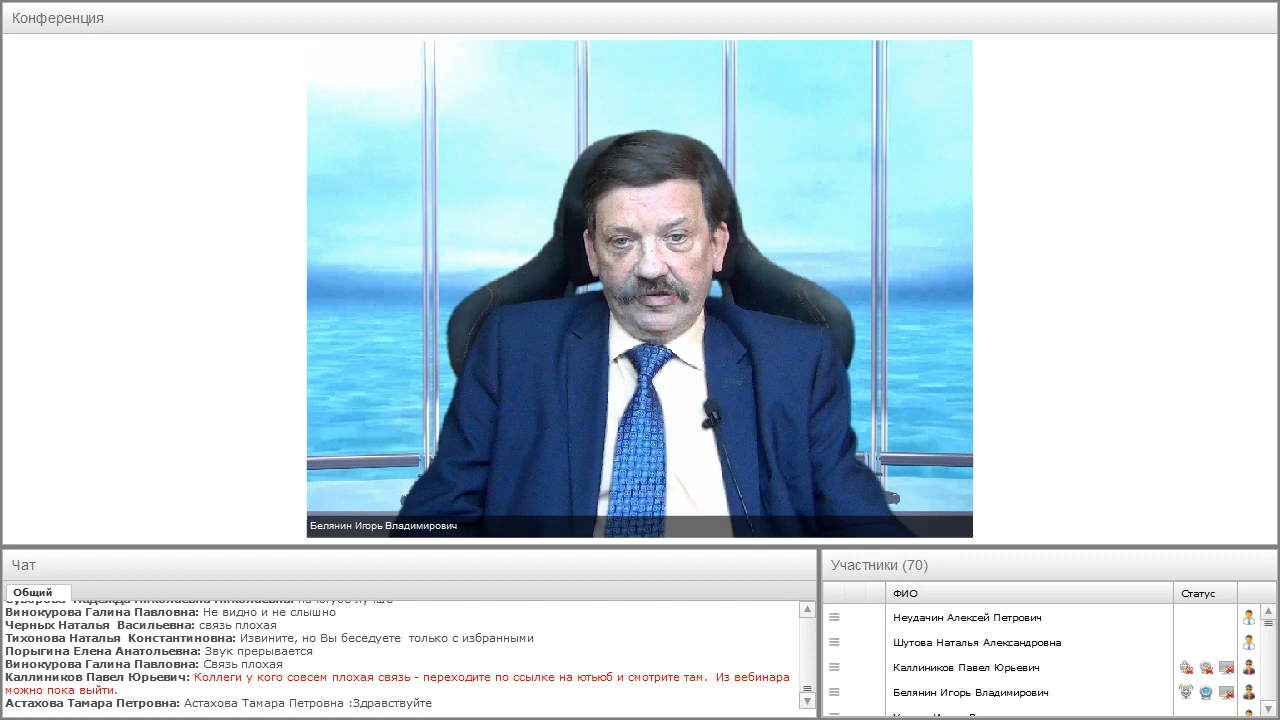 Конференция
Белянин Игорь Владимирович
Чат
Общий
Винокурова Галина Павловна: Не видно и не слышно
Черных Наталья Васильевна: связь плохая
Тихонова Наталья Константиновна: Извините, но Вы беседуете только с избранными
Порыгина Елена Анатольевна: Звук прерывается
Винокурова Галина Павловна: Связь плохая
Каллиников Павел Юрьевич: Коллеги у кого совсем плохая связь - переходите по ссылке на ютьюб и смотрите там. Из вебинара
можно пока выйти.
Астахова Тамара Петровна: Астахова Тамара Петровна :Здравствуйте
Участники (70)
ФИО Статус
Неудачин Алексей Петрович
Шутова Наталья Александровна
Каллиников Павел Юрьевич
Белянин Игорь Владимирович